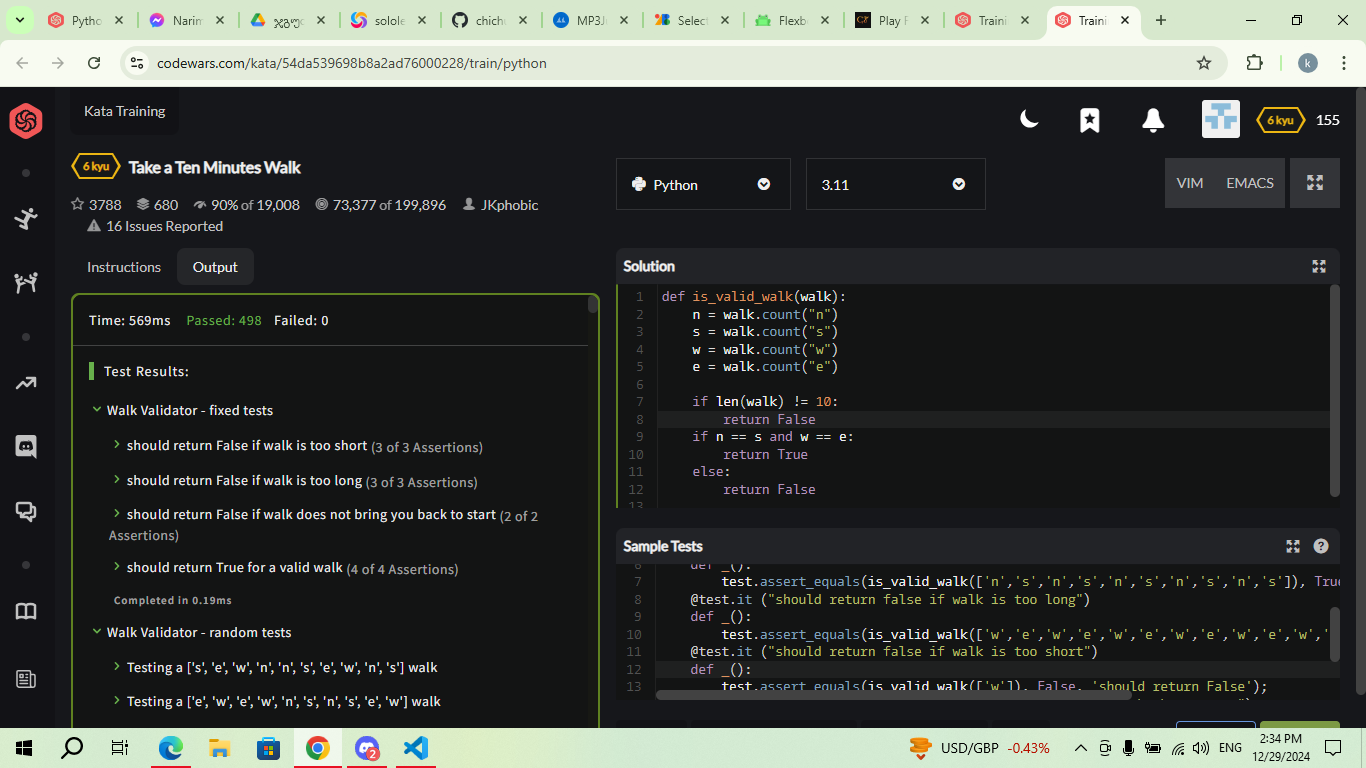 Pytho
Narim
ჯგუფ
solole
chich
MP3Ju
Select
Flexb
Play F
Traini
Traini
codewars.com/kata/54da539698b8a2ad76000228/train/python
k
Kata Training
6 kyu
155
6 kyu Take a Ten Minutes Walk
3788 680 90% of 19,008 73,377 of 199,896 JKphobic
16 Issues Reported
Python
3.11
VIM EMACS
Instructions Output
Time: 569ms Passed: 498 Failed: 0
Test Results:
Walk Validator - fixed tests
should return False if walk is too short (3 of 3 Assertions)
should return False if walk is too long (3 of 3 Assertions)
should return False if walk does not bring you back to start (2 of 2
Assertions)
should return True for a valid walk (4 of 4 Assertions)
Completed in 0.19ms
Walk Validator - random tests
Testing a ['s', 'e', 'w', 'n', 'n', 's', 'e', 'w', 'n', 's'] walk
Testing a ['e', 'w', 'e', 'w', 'n', 's', 'n', 's', 'e', 'w'] walk
Solution
1 def is_valid_walk(walk):
2 n = walk.count("n")
3 s = walk.count("s")
4 w = walk.count("w")
5 e = walk.count("e")
6
7 if len(walk) != 10:
8 return False
9 if n == s and w == e:
10 return True
11 else:
12 return False
13
Sample Tests
6 def _():
7 test.assert_equals(is_valid_walk(['n','s','n','s','n','s','n','s','n','s']), True
8 @test.it ("should return false if walk is too long")
9 def _():
10 test.assert_equals(is_valid_walk(['w','e','w','e','w','e','w','e','w','e','w','
11 @test.it ("should return false if walk is too short")
12 def _():
13 test.assert_equals(is_valid_walk(['w']), False, 'should return False');
USD/GBP -0.43%
ENG
2:34 PM
12/29/2024
2